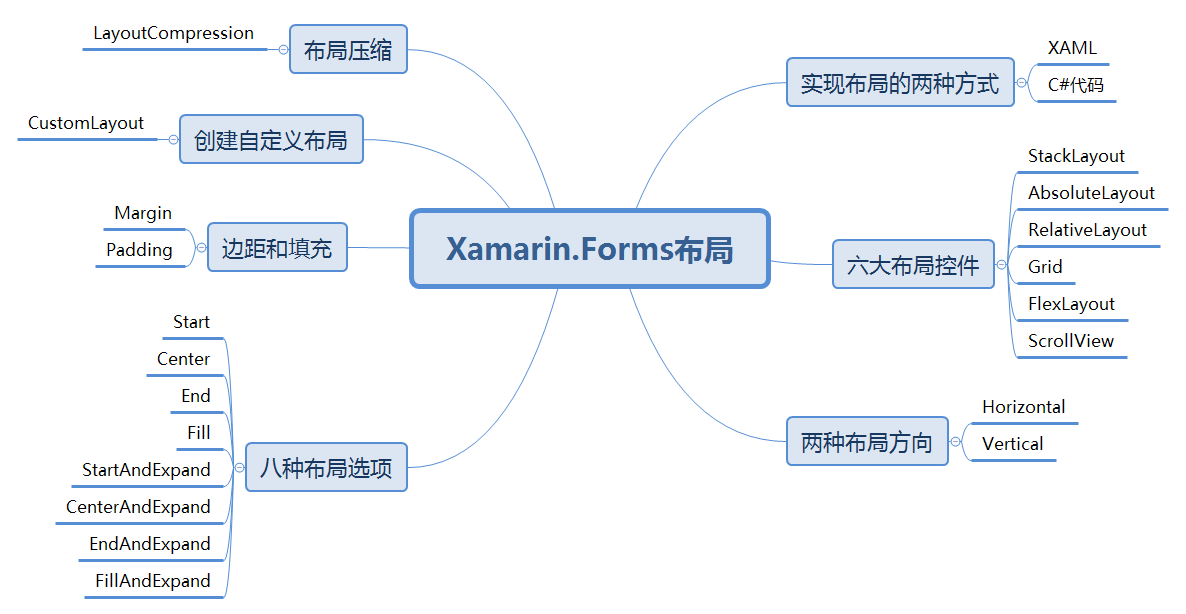 Xamarin.Forms布局
实现布局的两种方式
XAML
C#代码
六大布局控件
StackLayout
AbsoluteLayout
RelativeLayout
Grid
FlexLayout
ScrollView
两种布局方向
Horizontal
Vertical
布局压缩
LayoutCompression
创建自定义布局
CustomLayout
边距和填充
Margin
Padding
八种布局选项
Start
Center
End
Fill
StartAndExpand
CenterAndExpand
EndAndExpand
FillAndExpand